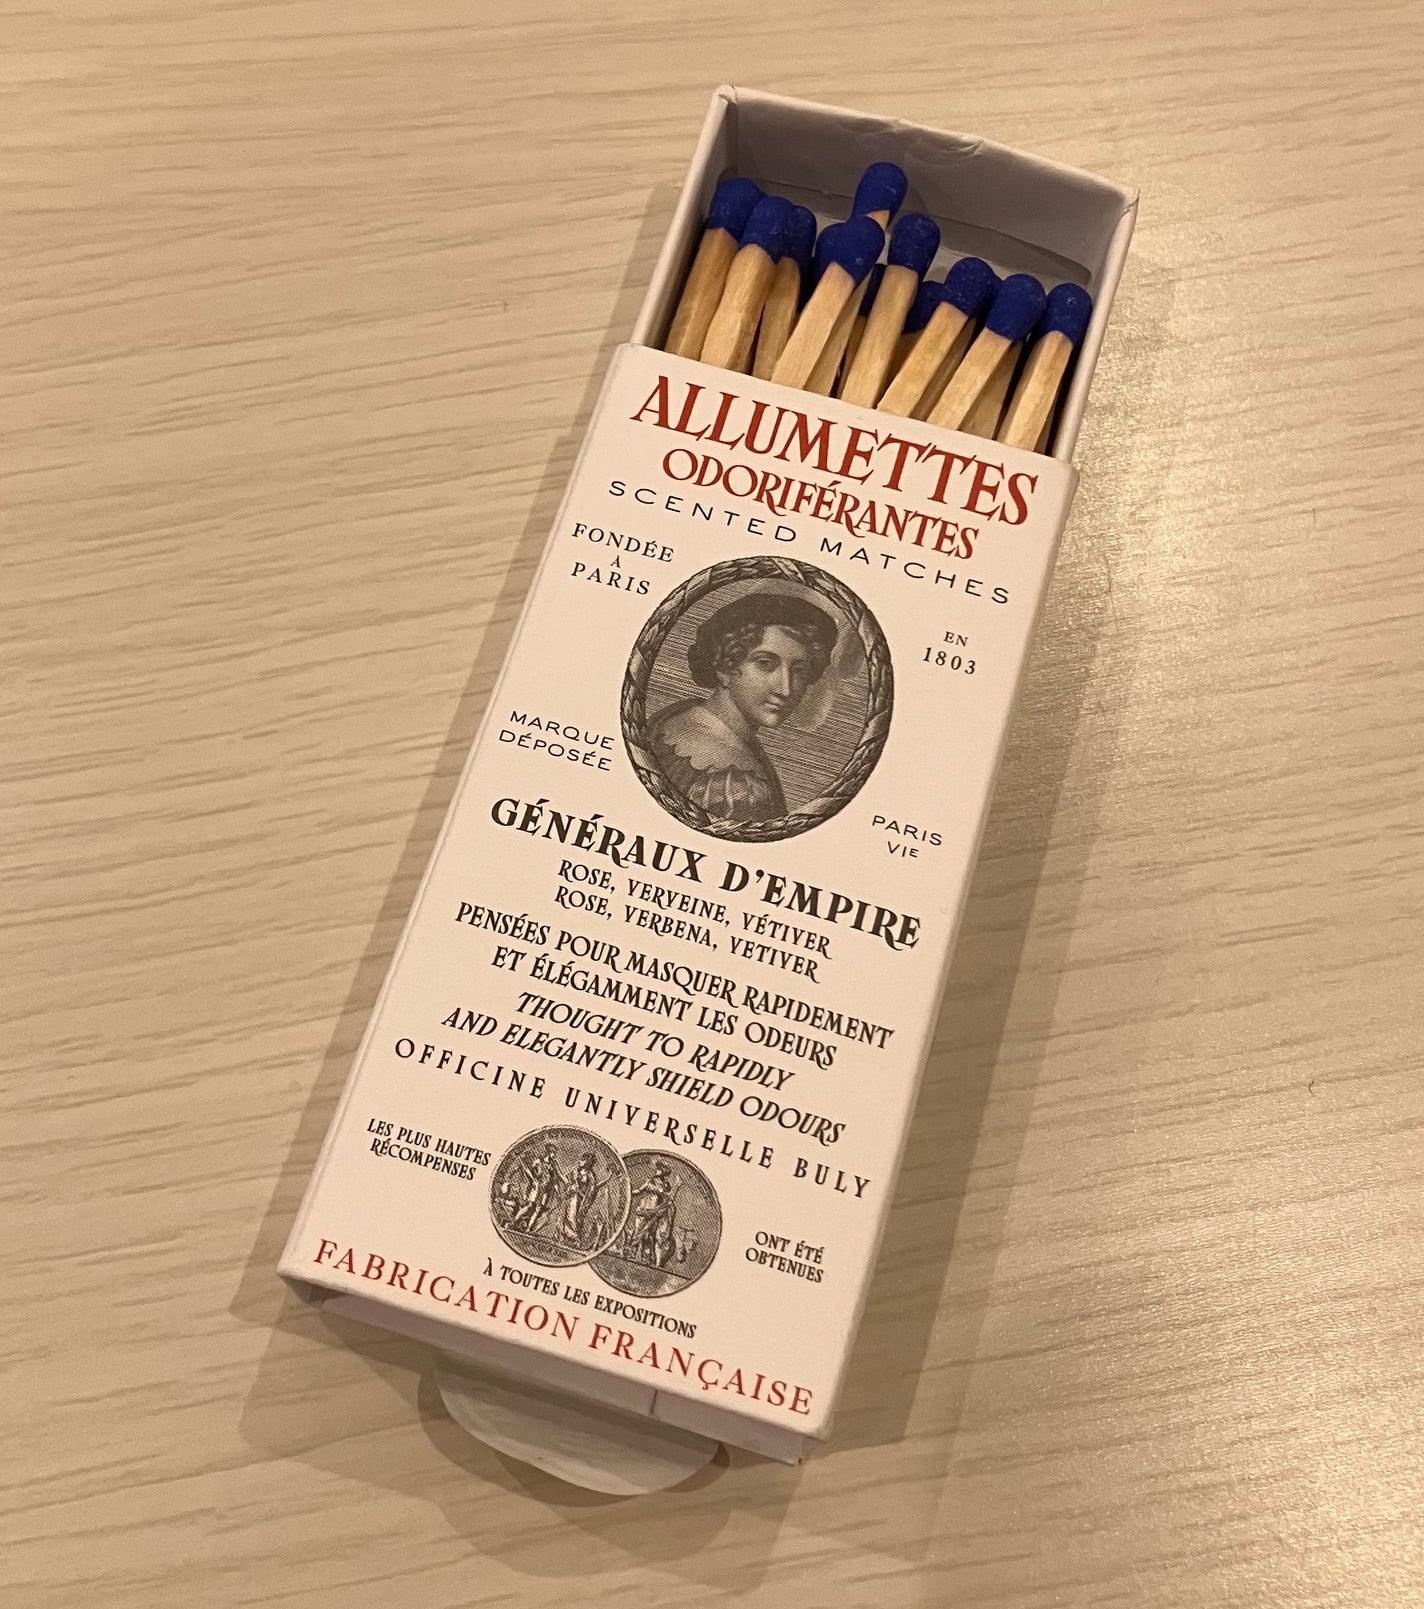 ALLUMETTES
ODORIFÉRANTES
SCENTED MATCHES
FONDÉE
À
PARIS
EN
1803
MARQUE
DÉPOSÉE
PARIS
VIE
GÉNÉRAUX D'EMPIRE
ROSE, VERVEINE, VÉTIVER
ROSE, VERBENA, VETIVER
PENSÉES POUR MASQUER RAPIDEMENT
ET ÉLÉGAMMENT LES ODEURS
THOUGHT TO RAPIDLY
AND ELEGANTLY SHIELD ODOURS
OFFICINE UNIVERSELLE BULY
LES PLUS HAUTES
RÉCOMPENSES
ONT ÉTÉ
OBTENUES
À TOUTES LES EXPOSITIONS
FABRICATION FRANÇAISE